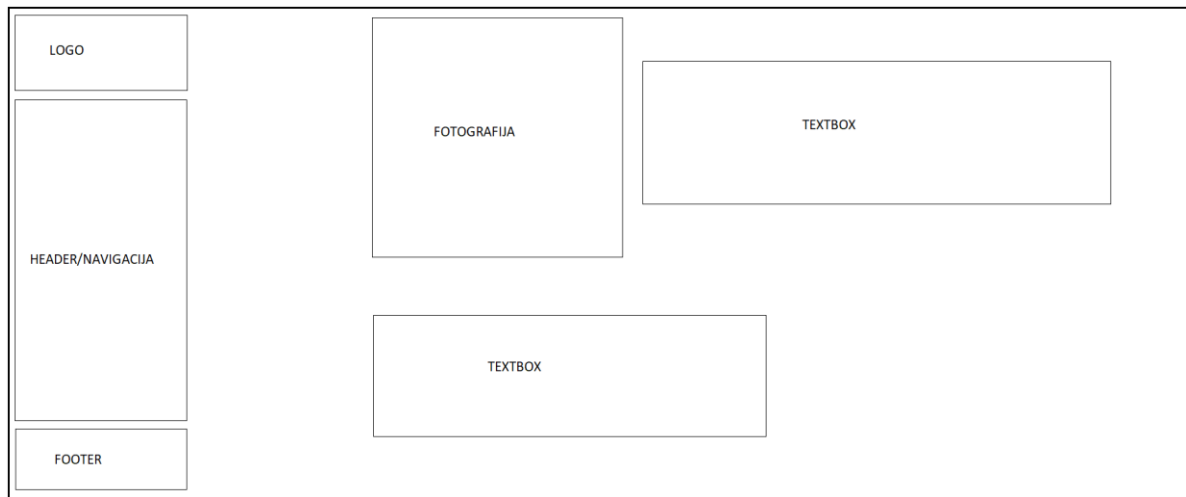 LOGO
HEADER/NAVIGACIJA
FOOTER
FOTOGRAFIJA
TEXTBOX
TEXTBOX